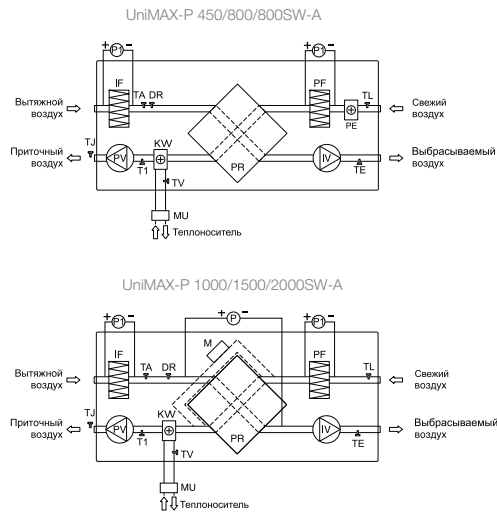 UniMAX-P 450/800/800SW-A
+ P1 −
+ P1 −
IF
PF
TA DR
TL
Вытяжной воздух
PE
Свежий воздух
TJ
KW
Приточный воздух
PV
T1
PR
IV
TE
Выбрасываемый воздух
TV
MU
Теплоноситель
UniMAX-P 1000/1500/2000SW-A
+ P1 −
+ P −
+ P1 −
M
IF
PF
TA DR
TL
Вытяжной воздух
Свежий воздух
TJ
KW
Приточный воздух
PV
T1
PR
IV
TE
Выбрасываемый воздух
TV
MU
Теплоноситель